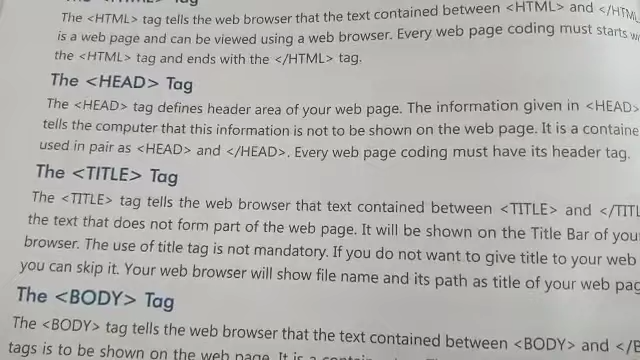 Tag
The <HTML> tag tells the web browser that the text contained between <HTML> and </HTML
is a web page and can be viewed using a web browser. Every web page coding must starts
the <HTML> tag and ends with the </HTML> tag.
The <HEAD> Tag
The <HEAD> tag defines header area of your web page. The information given in <HEAD>
tells the computer that this information is not to be shown on the web page. It is a containe
used in pair as <HEAD> and </HEAD>. Every web page coding must have its header tag.
The <TITLE> Tag
The <TITLE> tag tells the web browser that text contained between <TITLE> and </TITL
the text that does not form part of the web page. It will be shown on the Title Bar of you
browser. The use of title tag is not mandatory. If you do not want to give title to your web
you can skip it. Your web browser will show file name and its path as title of your web pag
The <BODY> Tag
The <BODY> tag tells the web browser that the text contained between <BODY> and </B
tags is to be shown on the web page. It is a